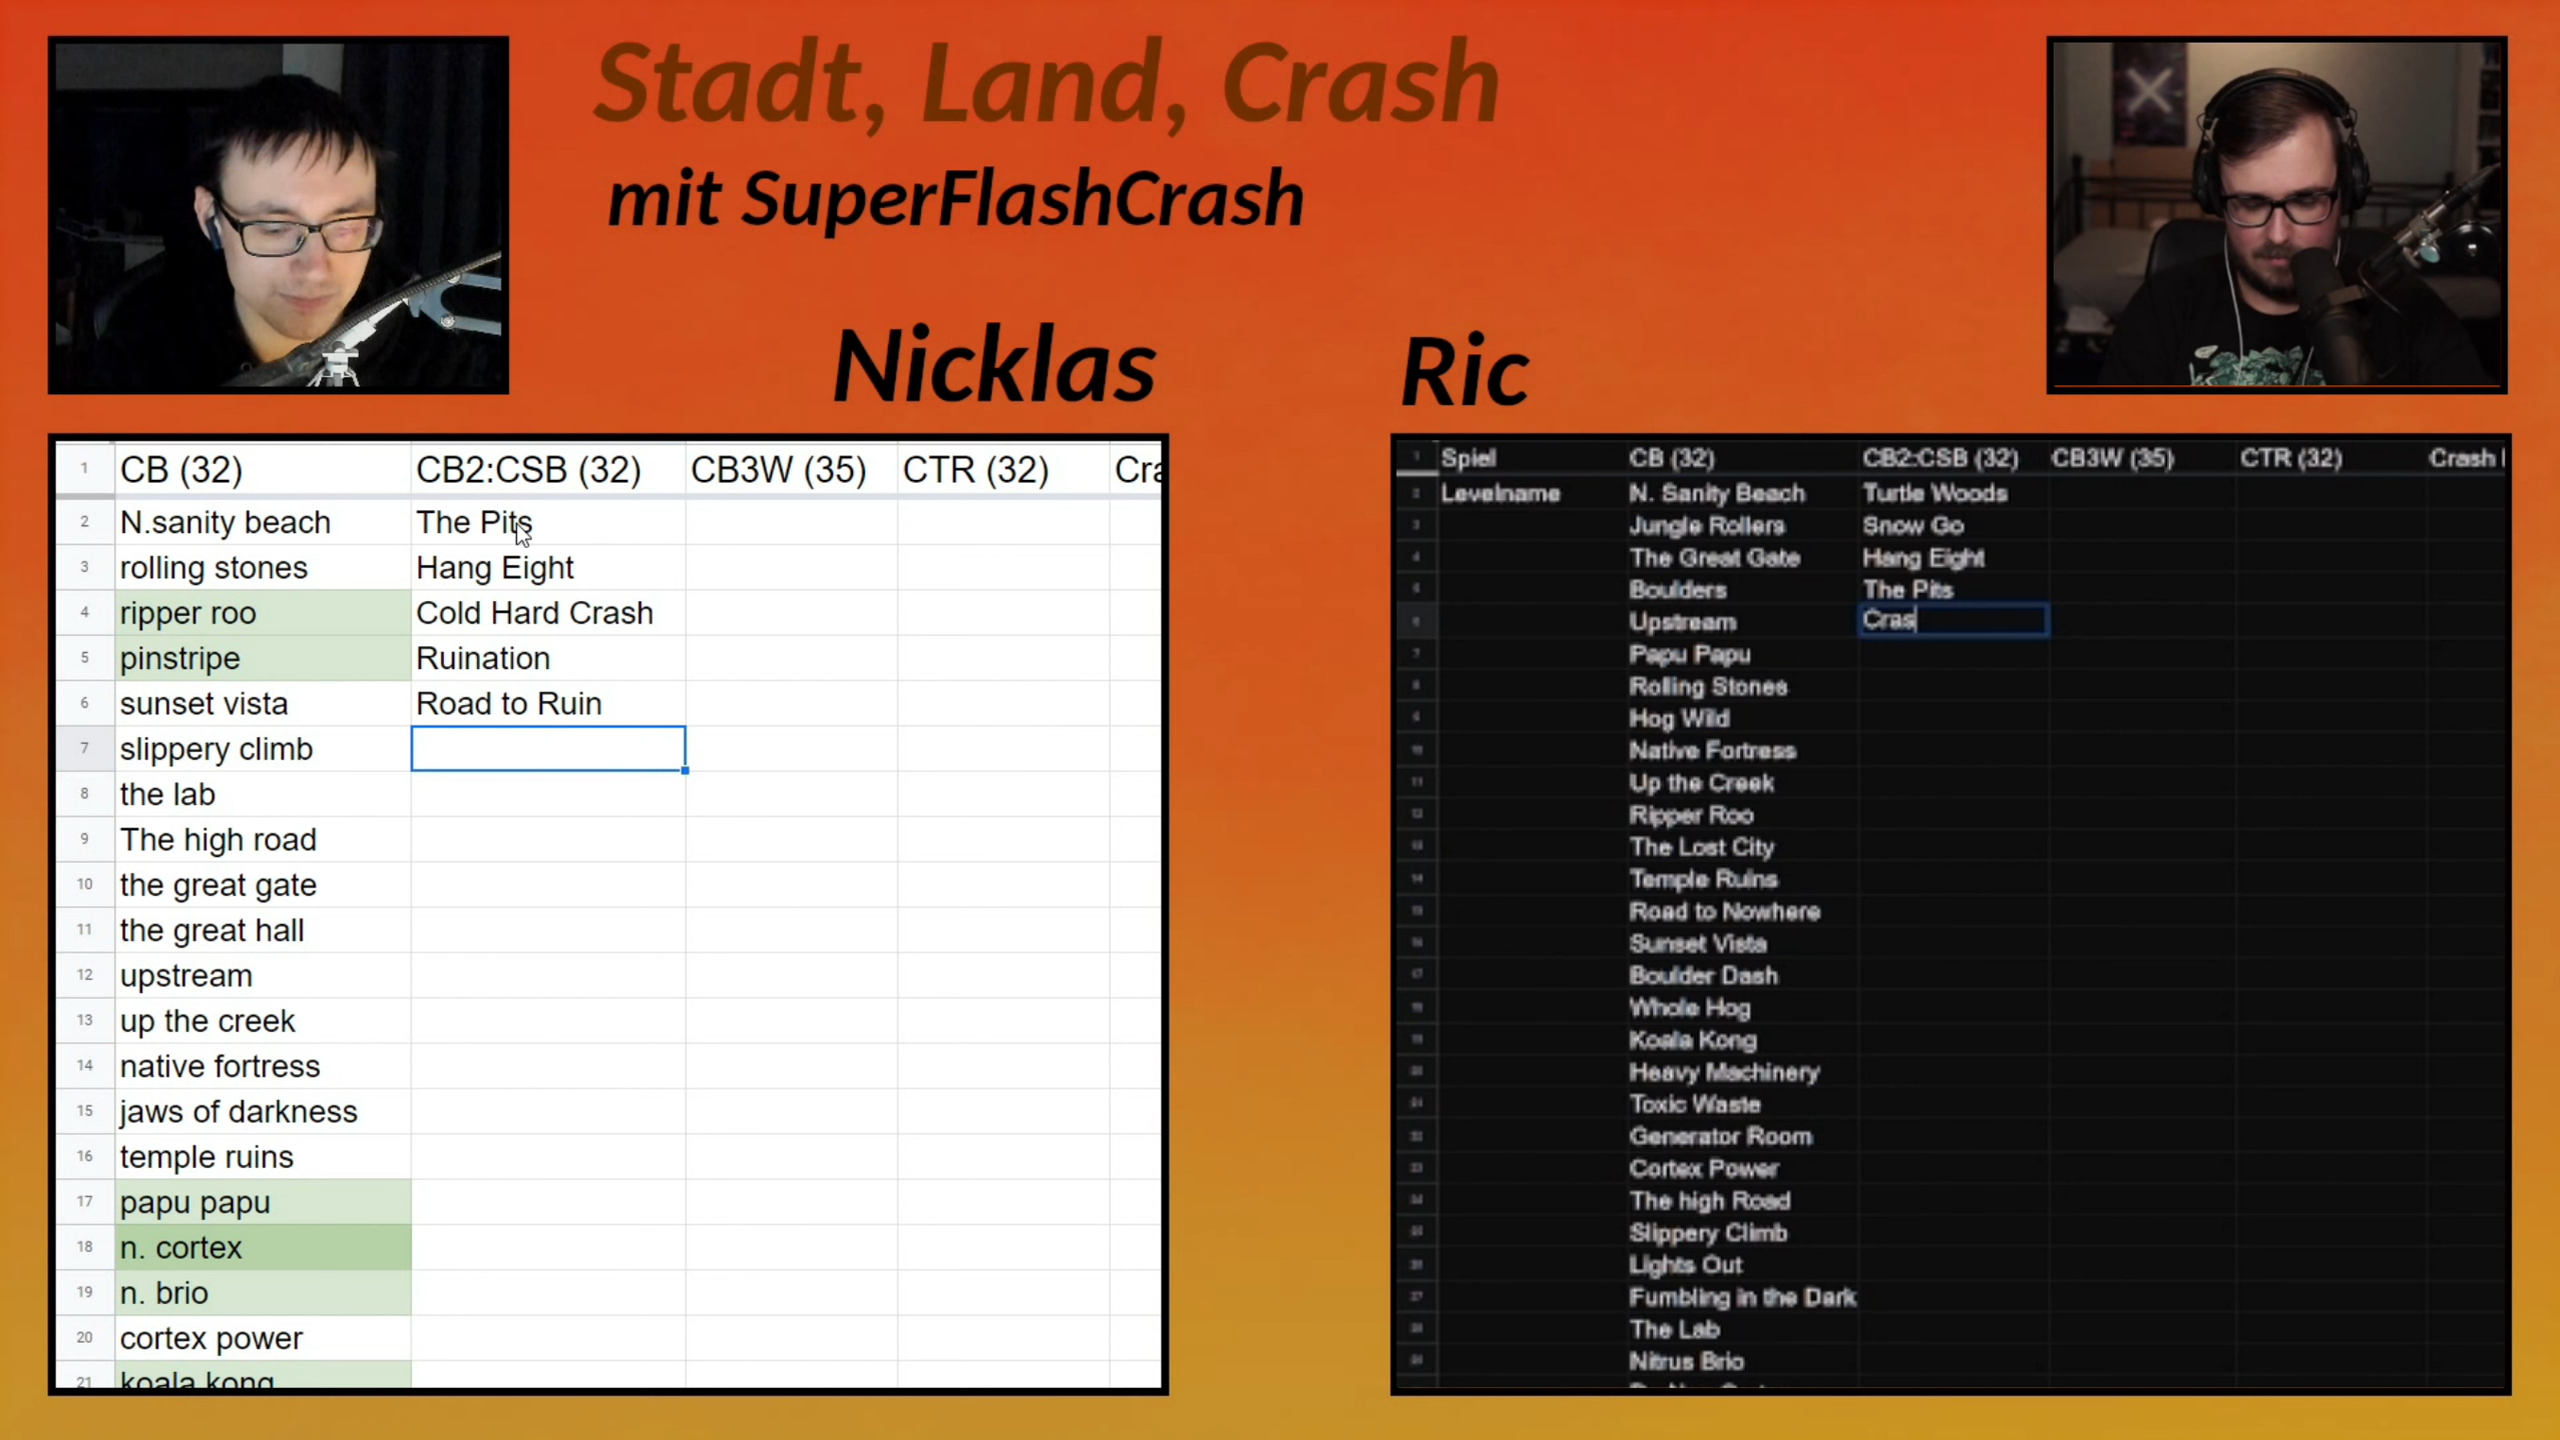 Stadt, Land, Crash
mit SuperFlashCrash
Nicklas
Ric
1 CB (32) CB2:CSB (32) CB3W (35) CTR (32) Cra
2 N.sanity beach The Pits
3 rolling stones Hang Eight
4 ripper roo Cold Hard Crash
5 pinstripe Ruination
6 sunset vista Road to Ruin
7 slippery climb
8 the lab
9 The high road
10 the great gate
11 the great hall
12 upstream
13 up the creek
14 native fortress
15 jaws of darkness
16 temple ruins
17 papu papu
18 n. cortex
19 n. brio
20 cortex power
21 koala kong
Spiel CB (32) CB2:CSB (32) CB3W (35) CTR (32) Crash
Levelname N. Sanity Beach Turtle Woods
Jungle Rollers Snow Go
The Great Gate Hang Eight
Boulders The Pits
Upstream Cras
Papu Papu
Rolling Stones
Hog Wild
Native Fortress
Up the Creek
Ripper Roo
The Lost City
Temple Ruins
Road to Nowhere
Sunset Vista
Boulder Dash
Whole Hog
Koala Kong
Heavy Machinery
Toxic Waste
Generator Room
Cortex Power
The high Road
Slippery Climb
Lights Out
Fumbling in the Dark
The Lab
Nitrus Brio